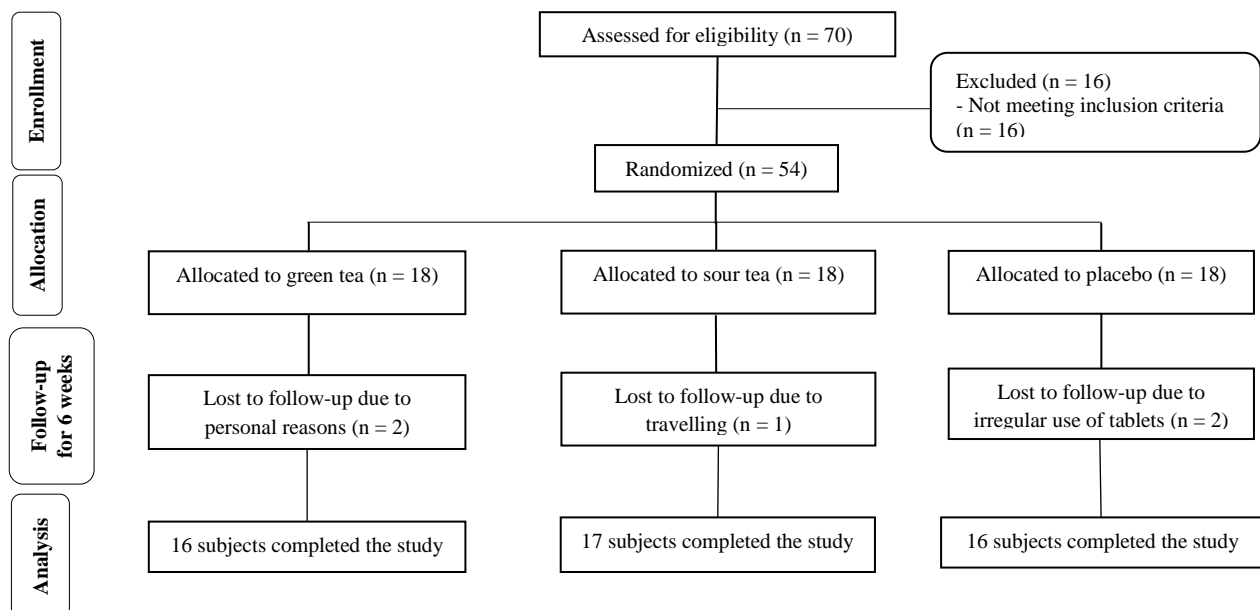 Enrollment
Assessed for eligibility (n = 70)
Excluded (n = 16)
- Not meeting inclusion criteria
(n = 16)
Randomized (n = 54)
Allocation
Allocated to green tea (n = 18)
Allocated to sour tea (n = 18)
Allocated to placebo (n = 18)
Follow-up
for 6 weeks
Lost to follow-up due to
personal reasons (n = 2)
Lost to follow-up due to
travelling (n = 1)
Lost to follow-up due to
irregular use of tablets (n = 2)
Analysis
16 subjects completed the study
17 subjects completed the study
16 subjects completed the study